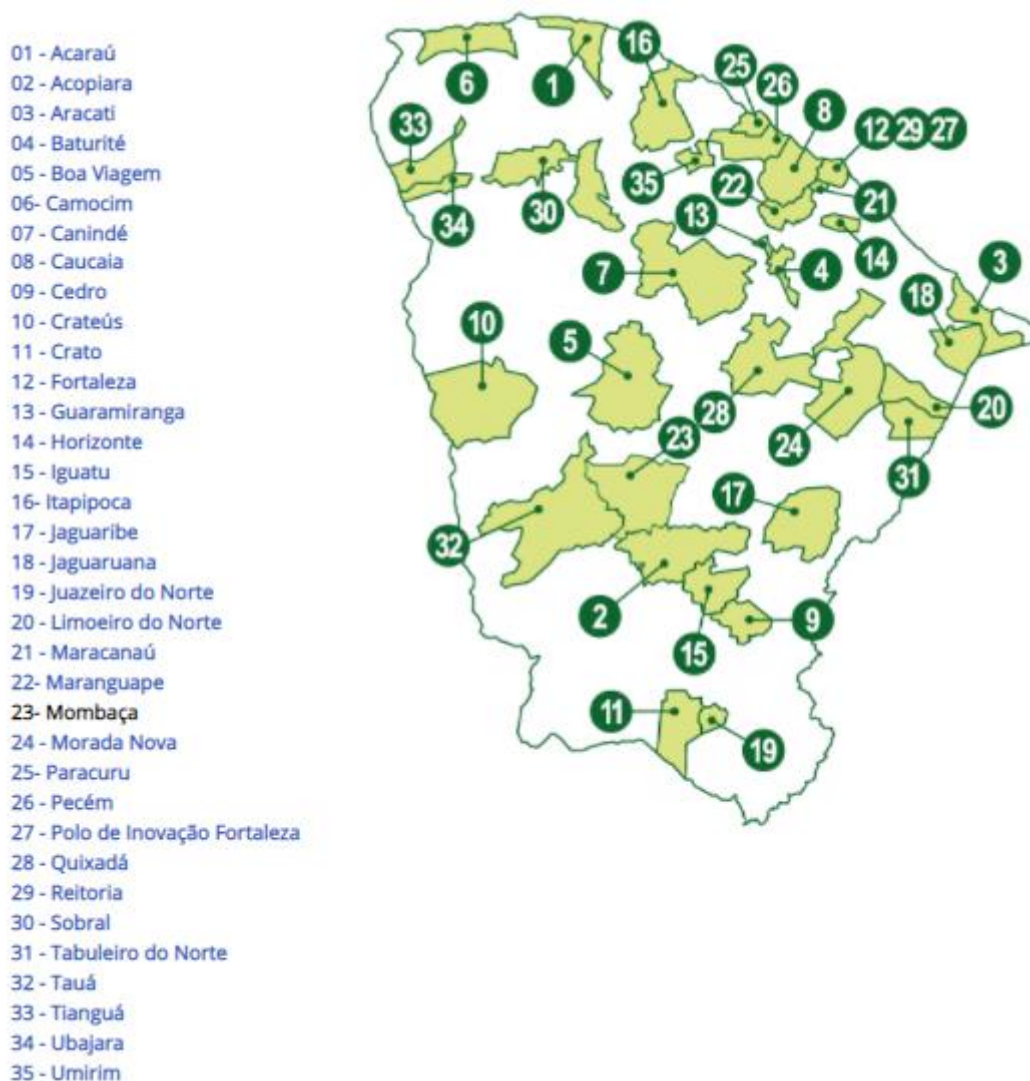 01 - Acaraú
02 - Acopiara
03 - Aracati
04 - Baturité
05 - Boa Viagem
06- Camocim
07 - Canindé
08 - Caucaia
09 - Cedro
10 - Crateús
11 - Crato
12 - Fortaleza
13 - Guaramiranga
14 - Horizonte
15 - Iguatu
16- Itapipoca
17 - Jaguaribe
18 - Jaguaruana
19 - Juazeiro do Norte
20 - Limoeiro do Norte
21 - Maracanaú
22- Maranguape
23- Mombaça
24 - Morada Nova
25- Paracuru
26 - Pecém
27 - Polo de Inovação Fortaleza
28 - Quixadá
29 - Reitoria
30 - Sobral
31 - Tabuleiro do Norte
32 - Tauá
33 - Tianguá
34 - Ubajara
35 - Umirim
16
25
26
6
1
8
33
12 29 27
35
22
21
34
30
13
14
7
4
3
18
10
5
28
20
23
24
31
17
32
2
9
15
11
19